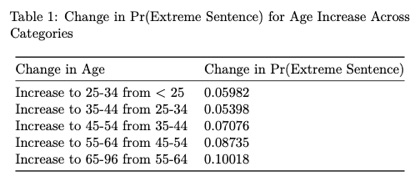 Table 1: Change in Pr(Extreme Sentence) for Age Increase Across
Categories
Change in Age Change in Pr(Extreme Sentence)
Increase to 25-34 from < 25 0.05982
Increase to 35-44 from 25-34 0.05398
Increase to 45-54 from 35-44 0.07076
Increase to 55-64 from 45-54 0.08735
Increase to 65-96 from 55-64 0.10018